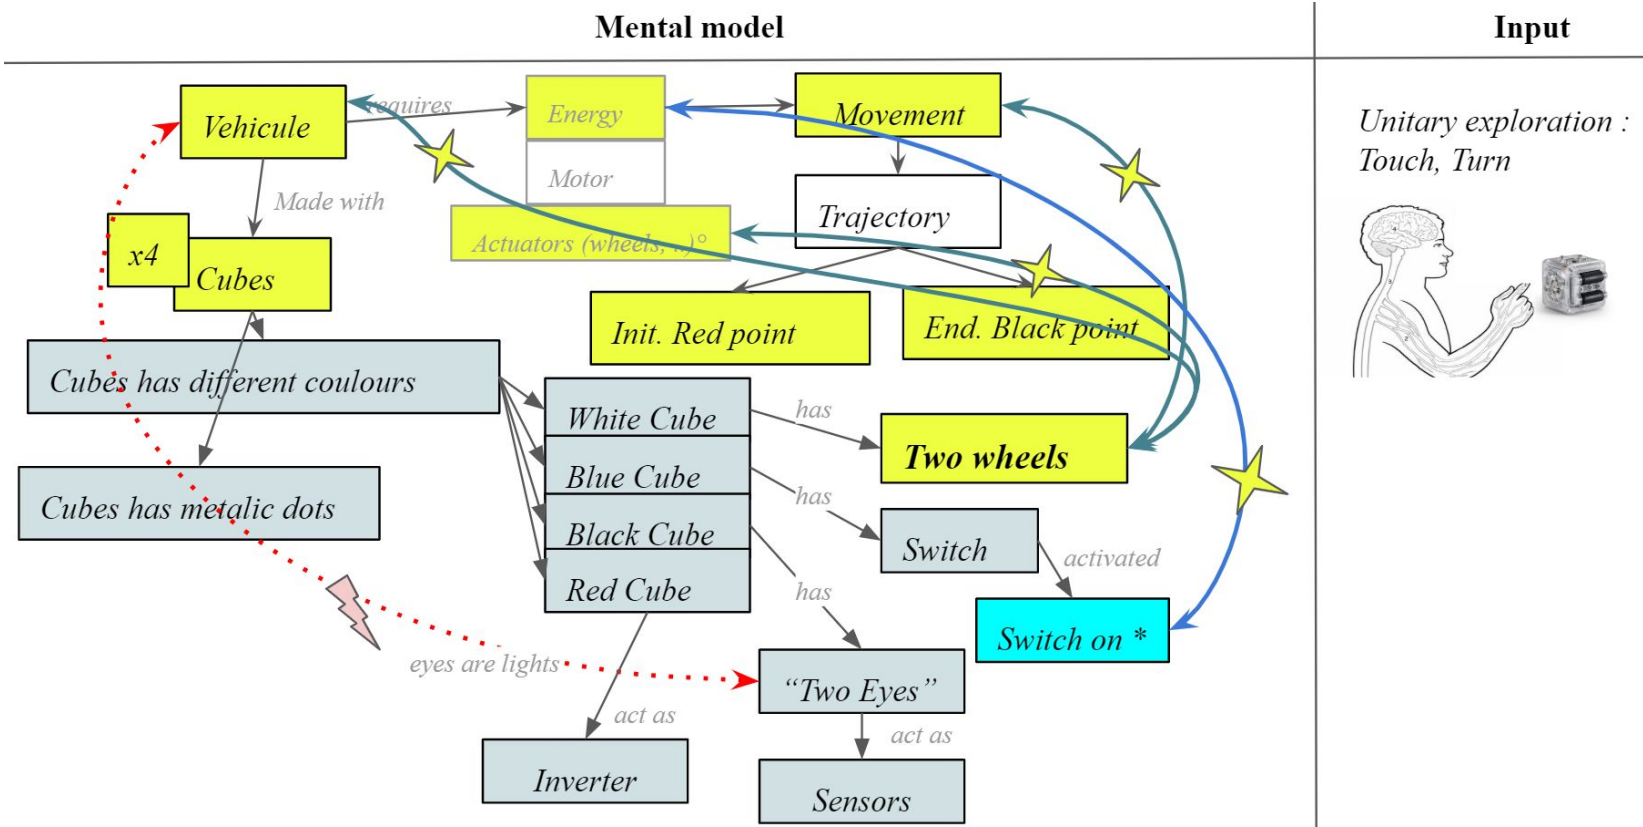 Mental model
Input
Vehicule
requires
Energy
Movement
Motor
Made with
Actuators (wheels, ..)°
Trajectory
x4
Cubes
Init. Red point
End. Black point
Cubes has different coulours
White Cube
has
Two wheels
Blue Cube
has
Cubes has metalic dots
Black Cube
Switch
activated
Red Cube
has
Switch on *
eyes are lights
“Two Eyes”
act as
act as
Inverter
Sensors
Unitary exploration :
Touch, Turn